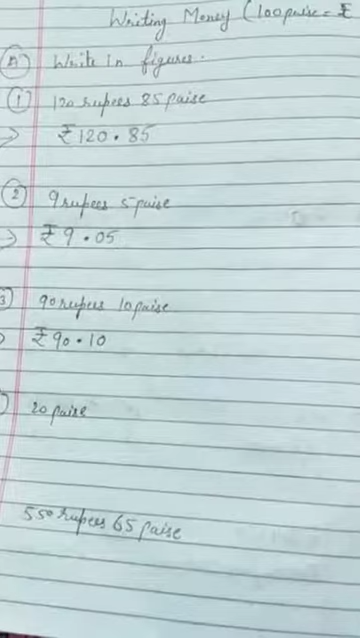 Writing Money (100 paise = ₹
(A) Write in figures.
(1) 120 rupees 85 paise
→ ₹120.85
(2) 9 rupees 5 paise
→ ₹9.05
3) 90 rupees 10 paise
₹90.10
20 paise
550 rupees 65 paise